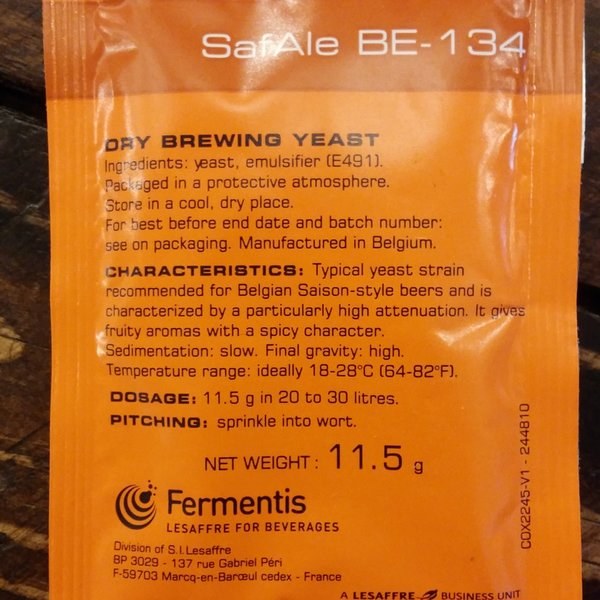 SafAle BE-134
DRY BREWING YEAST
Ingredients: yeast, emulsifier (E491).
Packaged in a protective atmosphere.
Store in a cool, dry place.
For best before end date and batch number:
see on packaging. Manufactured in Belgium.
CHARACTERISTICS: Typical yeast strain
recommended for Belgian Saison-style beers and is
characterized by a particularly high attenuation. It gives
fruity aromas with a spicy character.
Sedimentation: slow. Final gravity: high.
Temperature range: ideally 18-28°C (64-82°F).
DOSAGE: 11.5 g in 20 to 30 litres.
PITCHING: sprinkle into wort.
NET WEIGHT: 11.5 g
Fermentis
LESAFFRE FOR BEVERAGES
Division of S.I.Lesaffre
BP 3029 - 137 rue Gabriel Péri
F-59703 Marcq-en-Barœul cedex - France
A LESAFFRE BUSINESS UNIT
COX2245-V1 - 244810